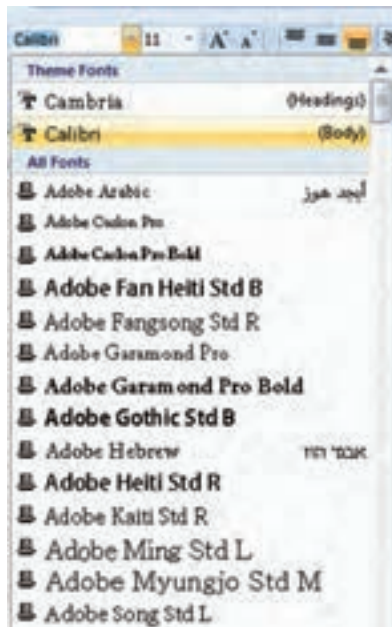 Calibri 11 A A
Theme Fonts
Cambria (Headings)
Calibri (Body)
All Fonts
Adobe Arabic أبجد هوز
Adobe Caslon Pro
Adobe Caslon Pro Bold
Adobe Fan Heiti Std B
Adobe Fangsong Std R
Adobe Garamond Pro
Adobe Garamond Pro Bold
Adobe Gothic Std B
Adobe Hebrew אבגד הוז
Adobe Heiti Std R
Adobe Kaiti Std R
Adobe Ming Std L
Adobe Myungjo Std M
Adobe Song Std L